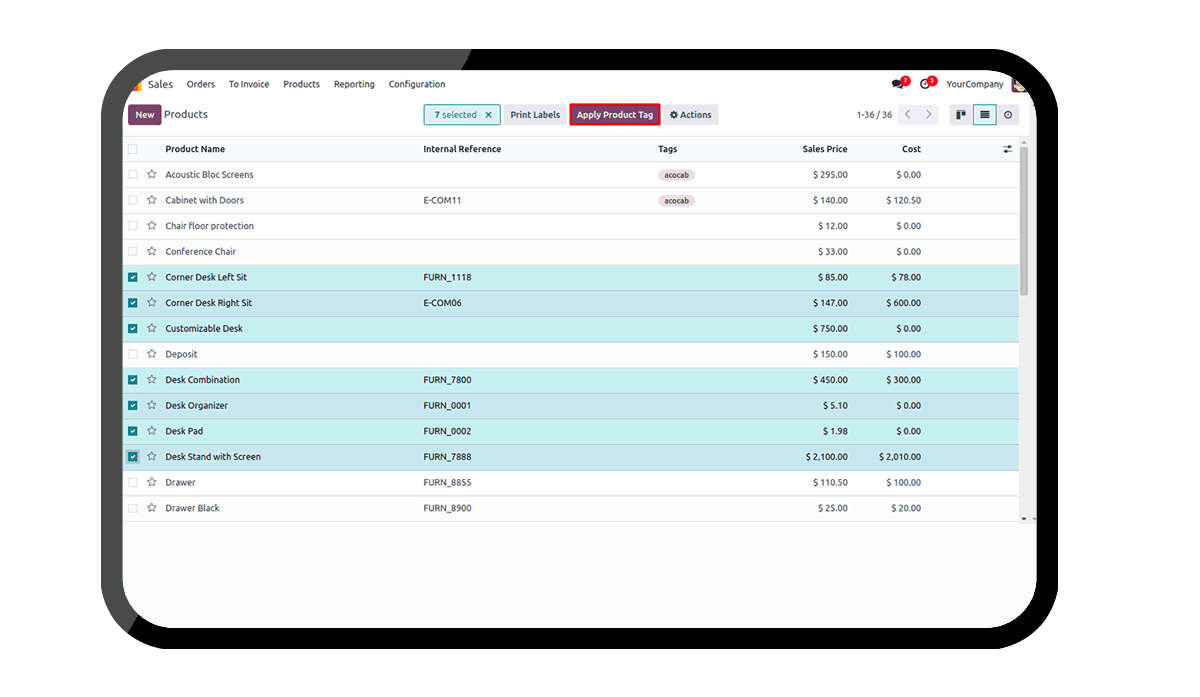 Sales Orders To Invoice Products Reporting Configuration 7 5 YourCompany
New Products 7 selected × Print Labels Apply Product Tag Actions 1-36 / 36
Product Name Internal Reference Tags Sales Price Cost
Acoustic Bloc Screens acocab $ 295.00 $ 0.00
Cabinet with Doors E-COM11 acocab $ 140.00 $ 120.50
Chair floor protection $ 12.00 $ 0.00
Conference Chair $ 33.00 $ 0.00
Corner Desk Left Sit FURN_1118 $ 85.00 $ 78.00
Corner Desk Right Sit E-COM06 $ 147.00 $ 600.00
Customizable Desk $ 750.00 $ 0.00
Deposit $ 150.00 $ 100.00
Desk Combination FURN_7800 $ 450.00 $ 300.00
Desk Organizer FURN_0001 $ 5.10 $ 0.00
Desk Pad FURN_0002 $ 1.98 $ 0.00
Desk Stand with Screen FURN_7888 $ 2,100.00 $ 2,010.00
Drawer FURN_8855 $ 110.50 $ 100.00
Drawer Black FURN_8900 $ 25.00 $ 20.00